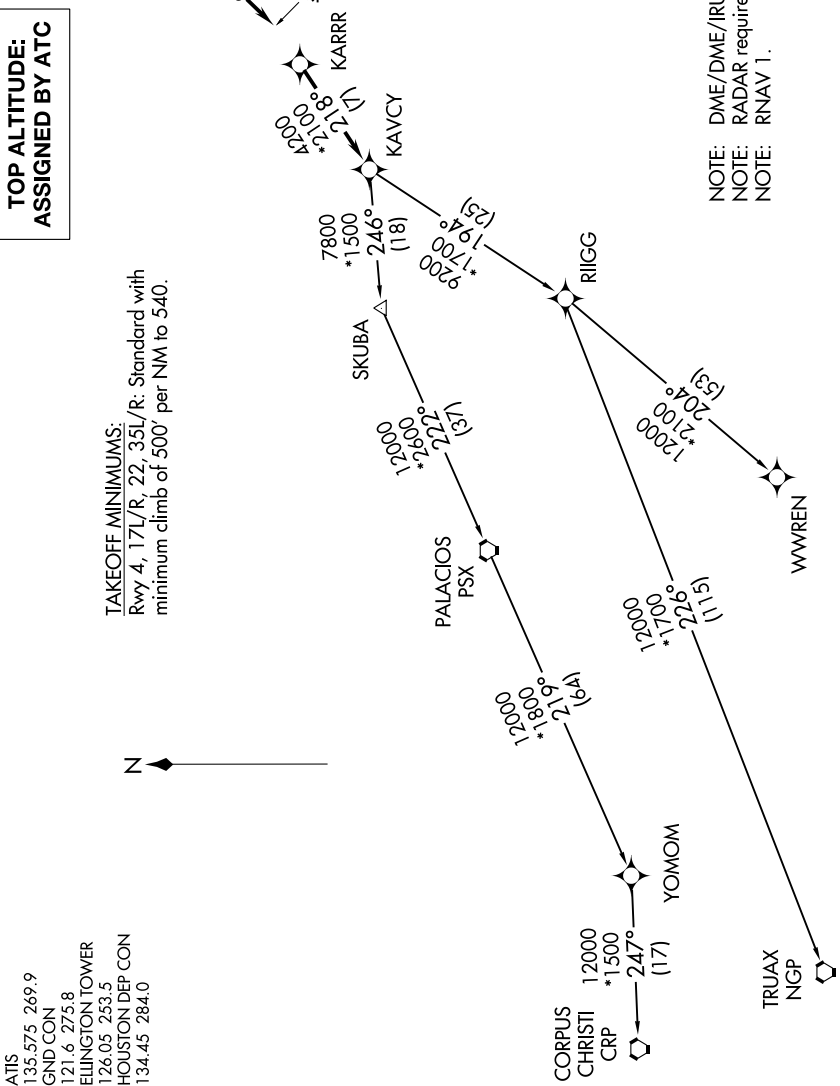 TOP ALTITUDE:
ASSIGNED BY ATC
ATIS
135.575 269.9
GND CON
121.6 275.8
ELLINGTON TOWER
126.05 253.5
HOUSTON DEP CON
134.45 284.0
TAKEOFF MINIMUMS:
Rwy 4, 17L/R, 22, 35L/R: Standard with
minimum climb of 500' per NM to 540.
N
KARRR
4200
*2100
218°
(7)
KAVCY
7800
*1500
246°
(18)
SKUBA
9200
*1700
194°
(25)
RIIGG
12000
*2600
222°
(37)
PALACIOS
PSX
12000
*2100
204°
(53)
WWREN
12000
*1800
219°
(64)
YOMOM
12000
*1700
226°
(115)
TRUAX
NGP
12000
*1500
247°
(17)
CORPUS
CHRISTI
CRP
NOTE: DME/DME/IRU
NOTE: RADAR require
NOTE: RNAV 1.